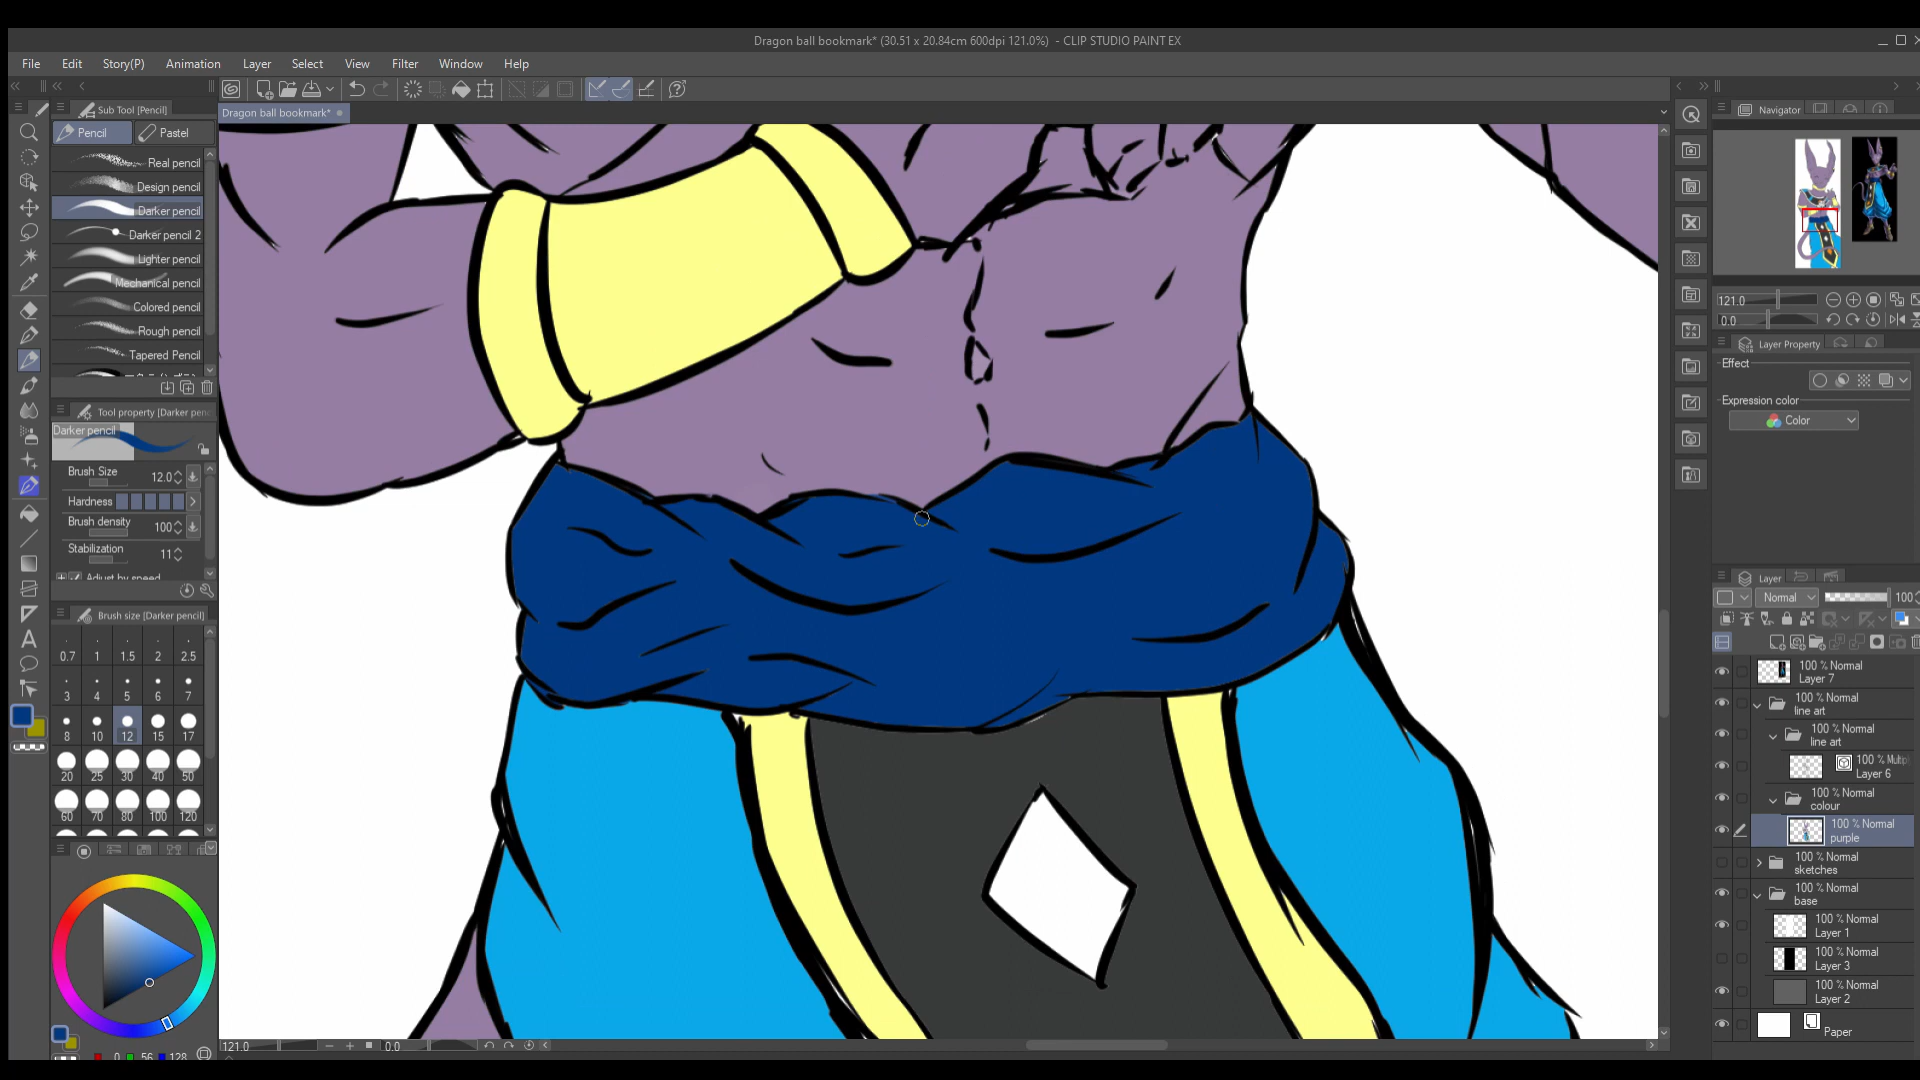 Dragon ball bookmark* (30.51 x 20.84cm 600dpi 121.0%) - CLIP STUDIO PAINT EX
File Edit Story(P) Animation Layer Select View Filter Window Help
Sub Tool [Pencil]
Dragon ball bookmark*
Navigator
Pencil Pastel
Real pencil
Design pencil
Darker pencil
Darker pencil 2
Lighter pencil
Mechanical pencil
Colored pencil
Rough pencil
Tapered Pencil
121.0
0.0
Layer Property
Effect
Expression color
Color
Tool property [Darker penc
Darker pencil
Brush Size 12.0
Hardness
Brush density 100
Stabilization 11
Adjust by speed
Brush size [Darker pencil]
0.7 1 1.5 2 2.5
3 4 5 6 7
8 10 12 15 17
20 25 30 40 50
60 70 80 100 120
Layer
Normal 100
100 % Normal
Layer 7
100 % Normal
line art
100 % Normal
line art
100 % Multip
Layer 6
100 % Normal
colour
100 % Normal
purple
100 % Normal
sketches
100 % Normal
base
100 % Normal
Layer 1
100 % Normal
Layer 3
100 % Normal
Layer 2
Paper
121.0 0.0
0 56 128